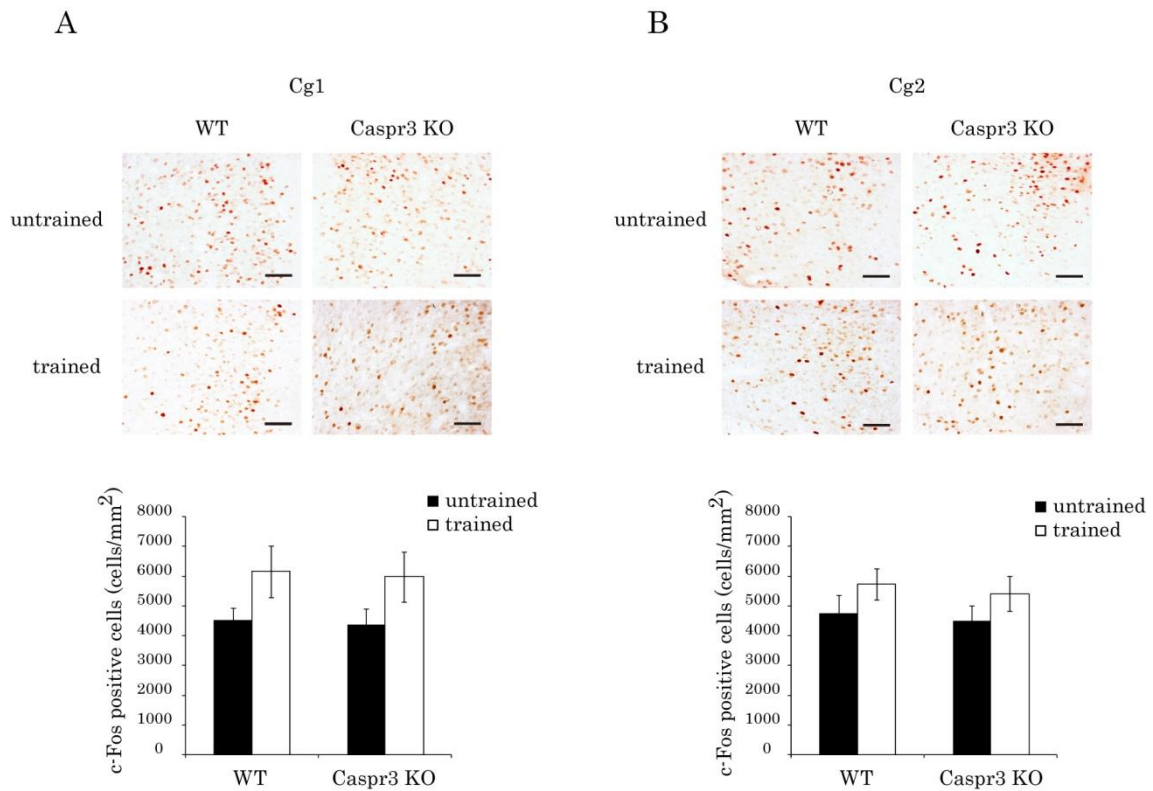 A
Cg1
WT Caspr3 KO
untrained
trained
c-Fos positive cells (cells/mm2)
untrained
trained
8000
7000
6000
5000
4000
3000
2000
1000
0
WT Caspr3 KO
B
Cg2
WT Caspr3 KO
untrained
trained
c-Fos positive cells (cells/mm2)
untrained
trained
8000
7000
6000
5000
4000
3000
2000
1000
0
WT Caspr3 KO